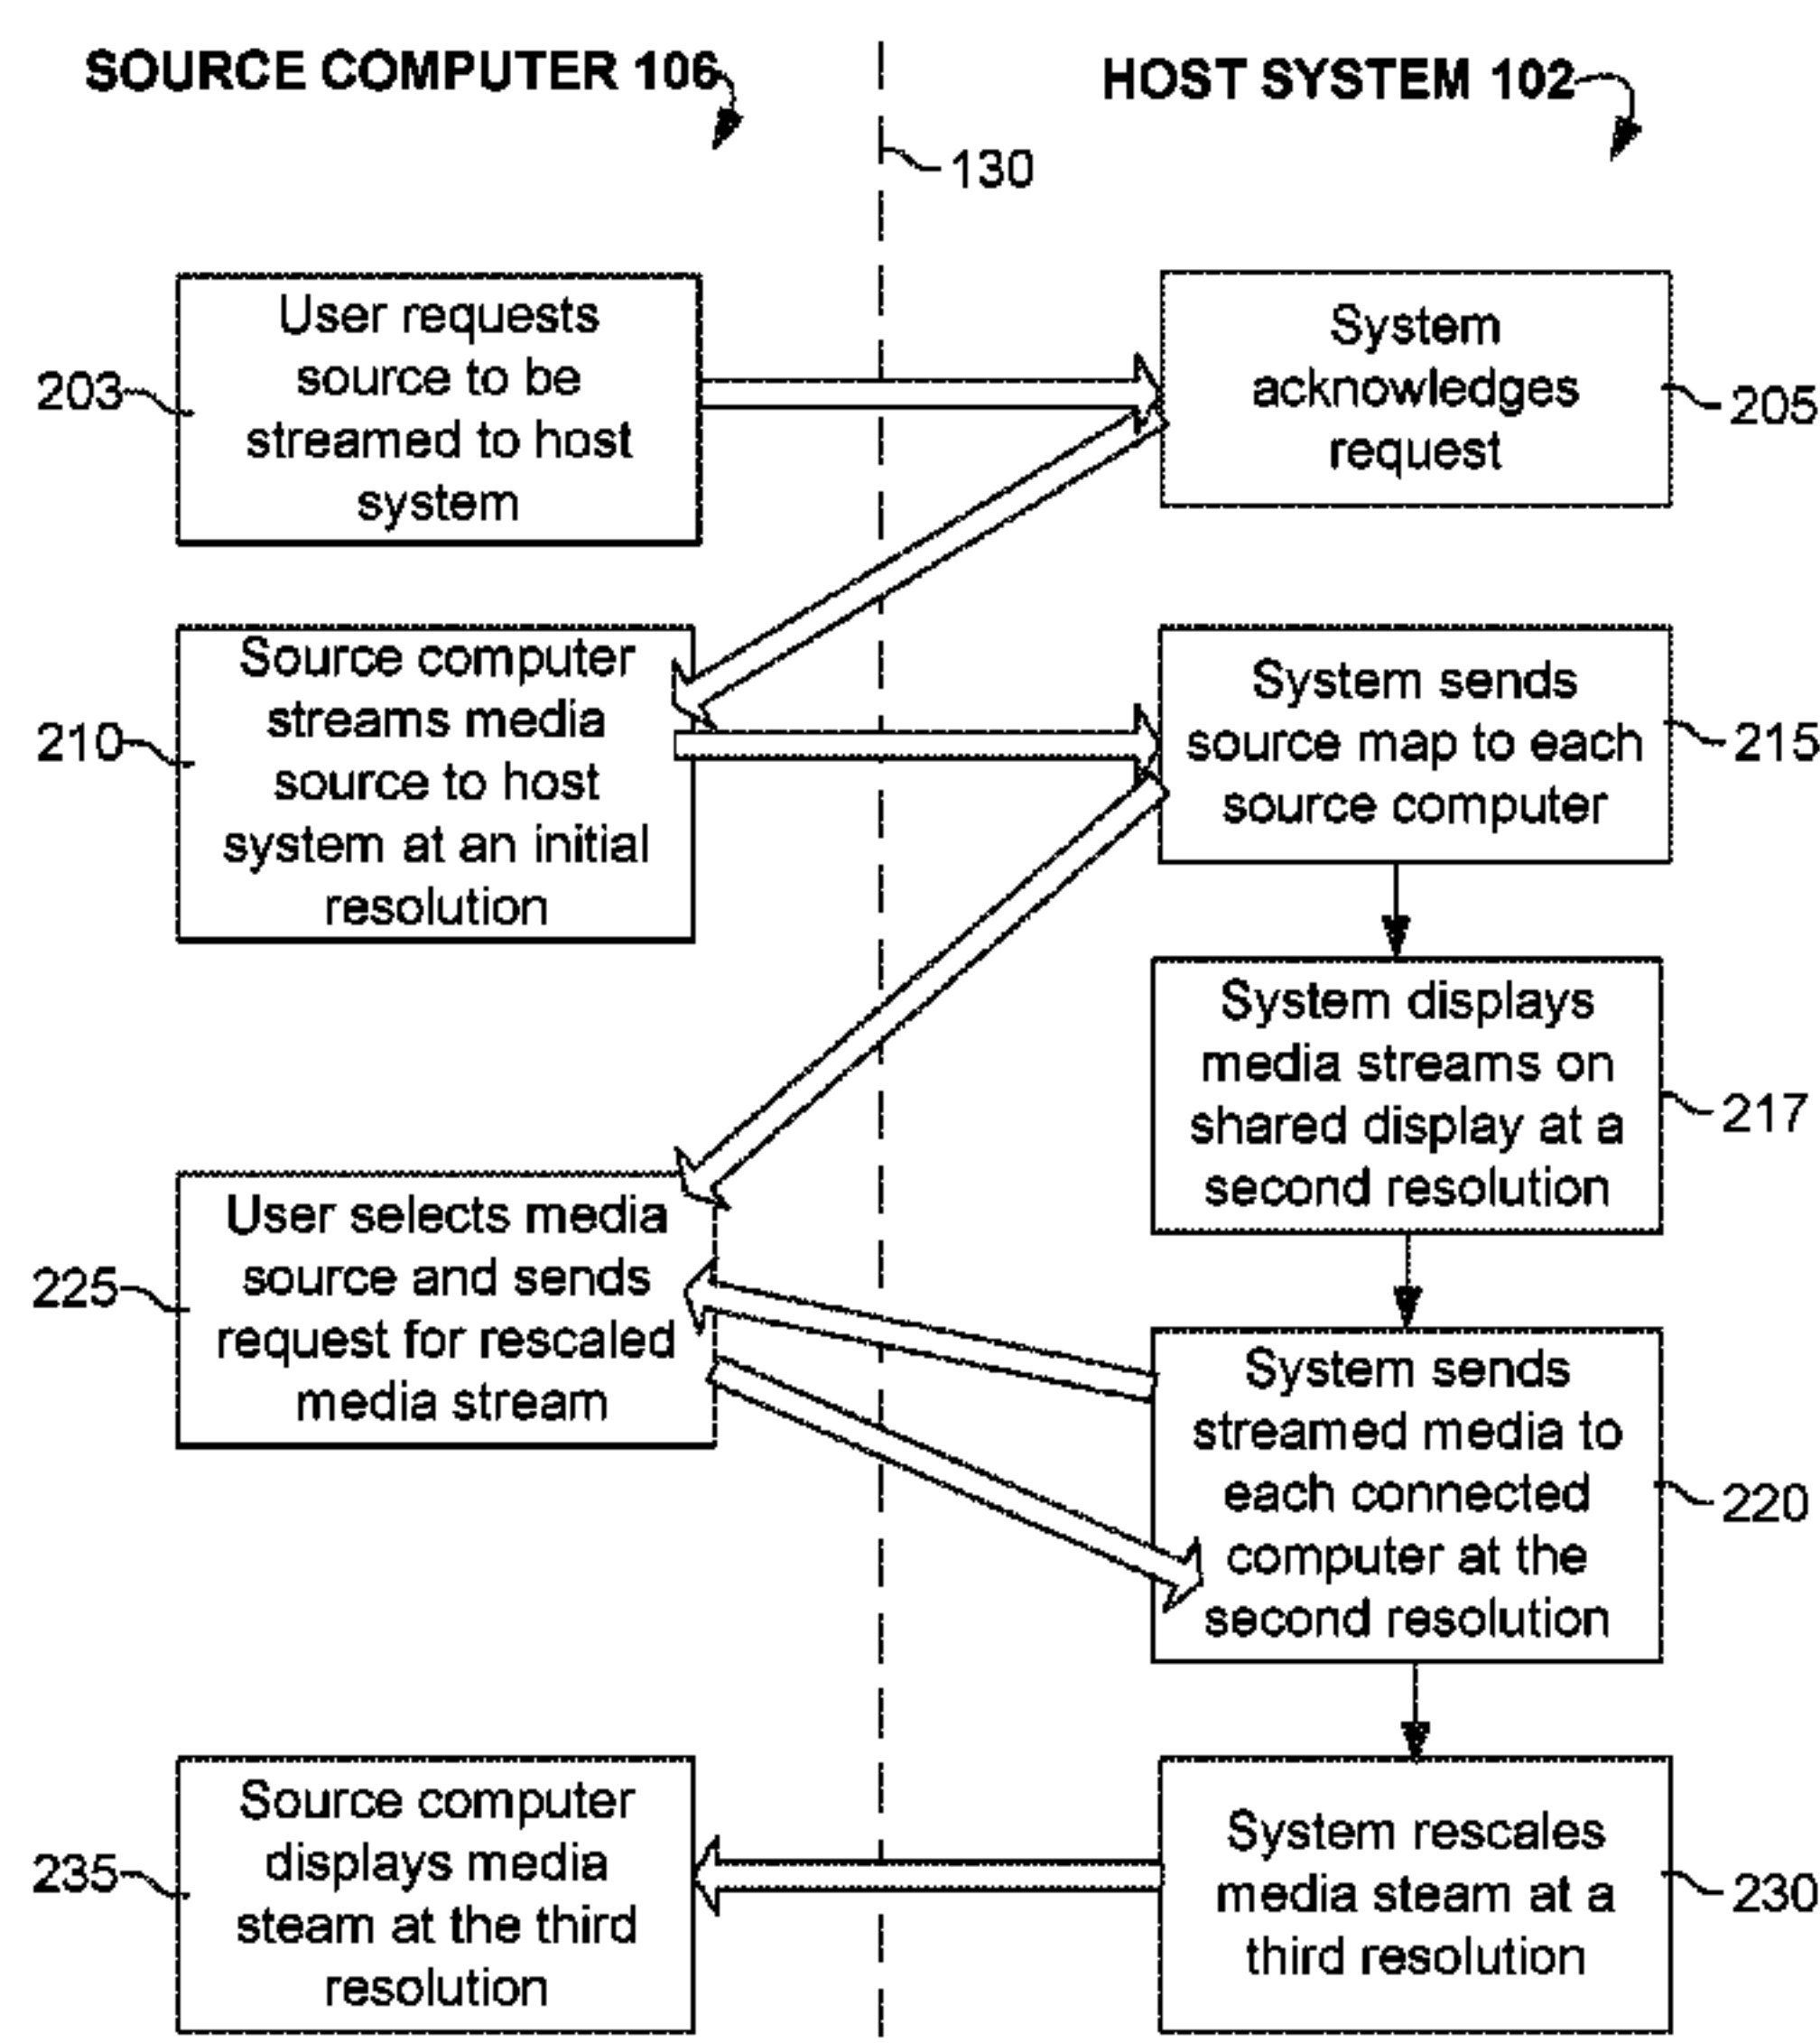 SOURCE COMPUTER 106
HOST SYSTEM 102
130
203
User requests
source to be
streamed to host
system
System
acknowledges
request
205
210
Source computer
streams media
source to host
system at an initial
resolution
System sends
source map to each
source computer
215
System displays
media streams on
shared display at a
second resolution
217
225
User selects media
source and sends
request for rescaled
media stream
System sends
streamed media to
each connected
computer at the
second resolution
220
235
Source computer
displays media
steam at the third
resolution
System rescales
media steam at a
third resolution
230